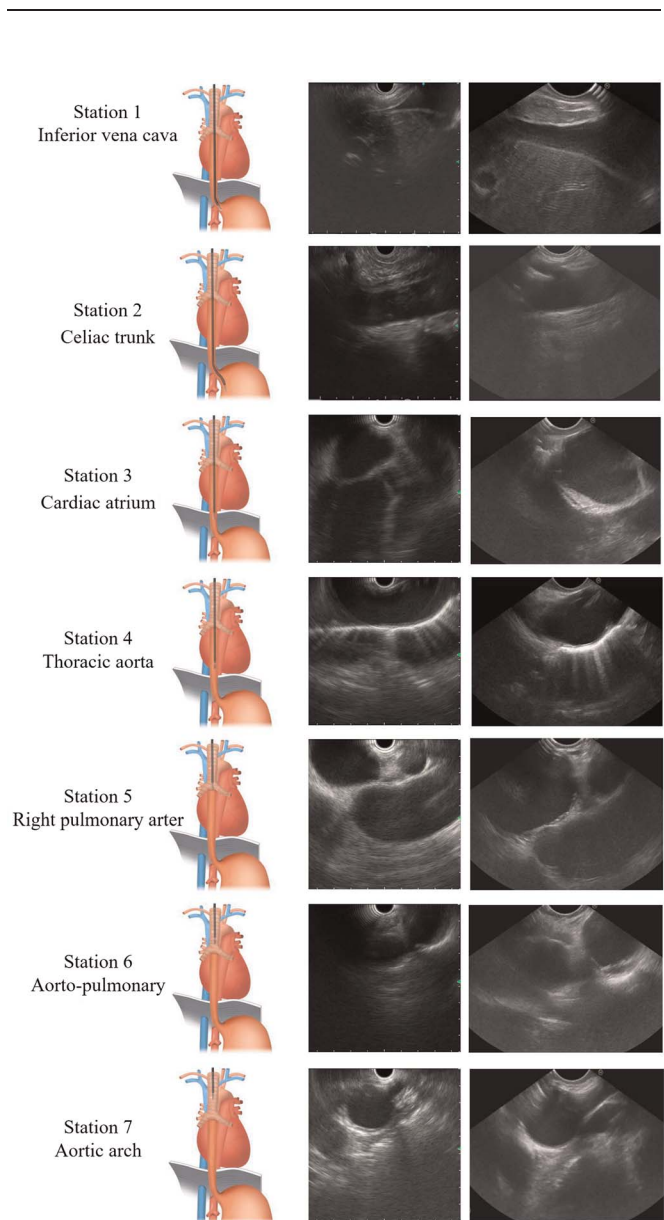 Station 1
Inferior vena cava
Station 2
Celiac trunk
Station 3
Cardiac atrium
Station 4
Thoracic aorta
Station 5
Right pulmonary arter
Station 6
Aorto-pulmonary
Station 7
Aortic arch